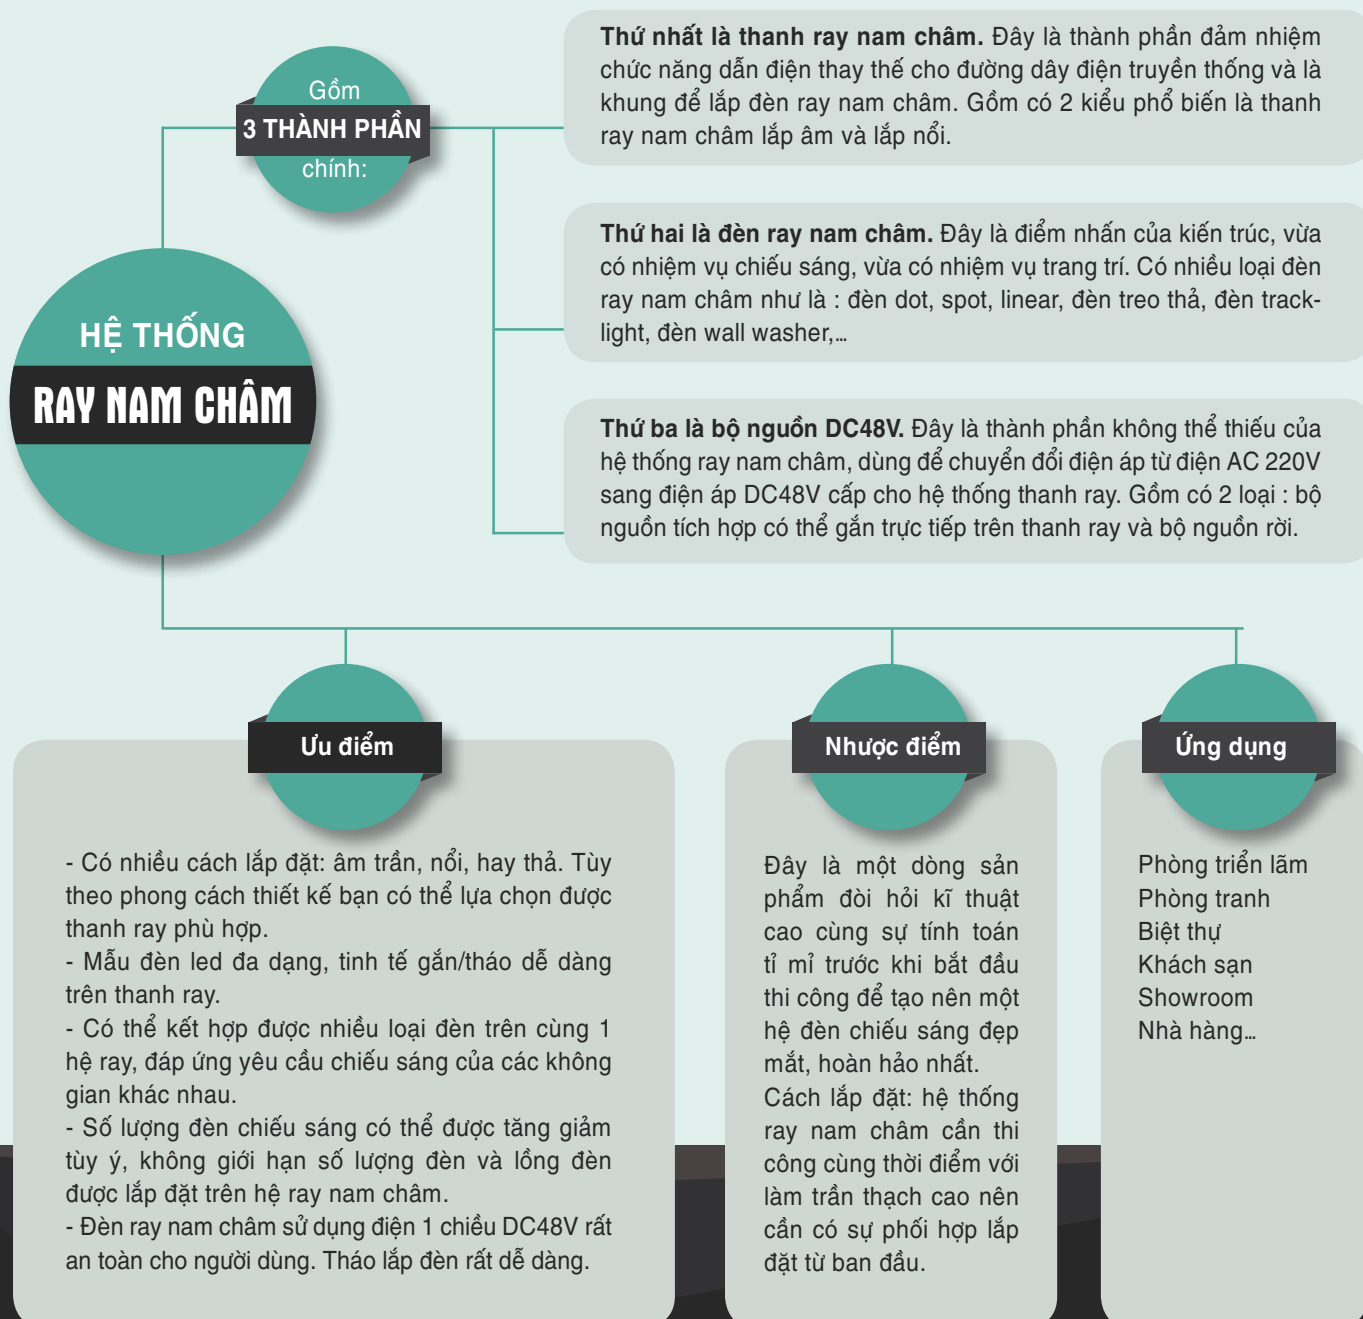 Gồm
3 THÀNH PHẦN
chính:
Thứ nhất là thanh ray nam châm. Đây là thành phần đảm nhiệm
chức năng dẫn điện thay thế cho đường dây điện truyền thống và là
khung để lắp đèn ray nam châm. Gồm có 2 kiểu phổ biến là thanh
ray nam châm lắp âm và lắp nổi.
Thứ hai là đèn ray nam châm. Đây là điểm nhấn của kiến trúc, vừa
có nhiệm vụ chiếu sáng, vừa có nhiệm vụ trang trí. Có nhiều loại đèn
ray nam châm như là : đèn dot, spot, linear, đèn treo thả, đèn track-
light, đèn wall washer,...
HỆ THỐNG
RAY NAM CHÂM
Thứ ba là bộ nguồn DC48V. Đây là thành phần không thể thiếu của
hệ thống ray nam châm, dùng để chuyển đổi điện áp từ điện AC 220V
sang điện áp DC48V cấp cho hệ thống thanh ray. Gồm có 2 loại : bộ
nguồn tích hợp có thể gắn trực tiếp trên thanh ray và bộ nguồn rời.
Ưu điểm
- Có nhiều cách lắp đặt: âm trần, nổi, hay thả. Tùy
theo phong cách thiết kế bạn có thể lựa chọn được
thanh ray phù hợp.
- Mẫu đèn led đa dạng, tinh tế gắn/tháo dễ dàng
trên thanh ray.
- Có thể kết hợp được nhiều loại đèn trên cùng 1
hệ ray, đáp ứng yêu cầu chiếu sáng của các không
gian khác nhau.
- Số lượng đèn chiếu sáng có thể được tăng giảm
tùy ý, không giới hạn số lượng đèn và lồng đèn
được lắp đặt trên hệ ray nam châm.
- Đèn ray nam châm sử dụng điện 1 chiều DC48V rất
an toàn cho người dùng. Tháo lắp đèn rất dễ dàng.
Nhược điểm
Đây là một dòng sản
phẩm đòi hỏi kĩ thuật
cao cùng sự tính toán
tỉ mỉ trước khi bắt đầu
thi công để tạo nên một
hệ đèn chiếu sáng đẹp
mắt, hoàn hảo nhất.
Cách lắp đặt: hệ thống
ray nam châm cần thi
công cùng thời điểm với
làm trần thạch cao nên
cần có sự phối hợp lắp
đặt từ ban đầu.
Ứng dụng
Phòng triển lãm
Phòng tranh
Biệt thự
Khách sạn
Showroom
Nhà hàng...